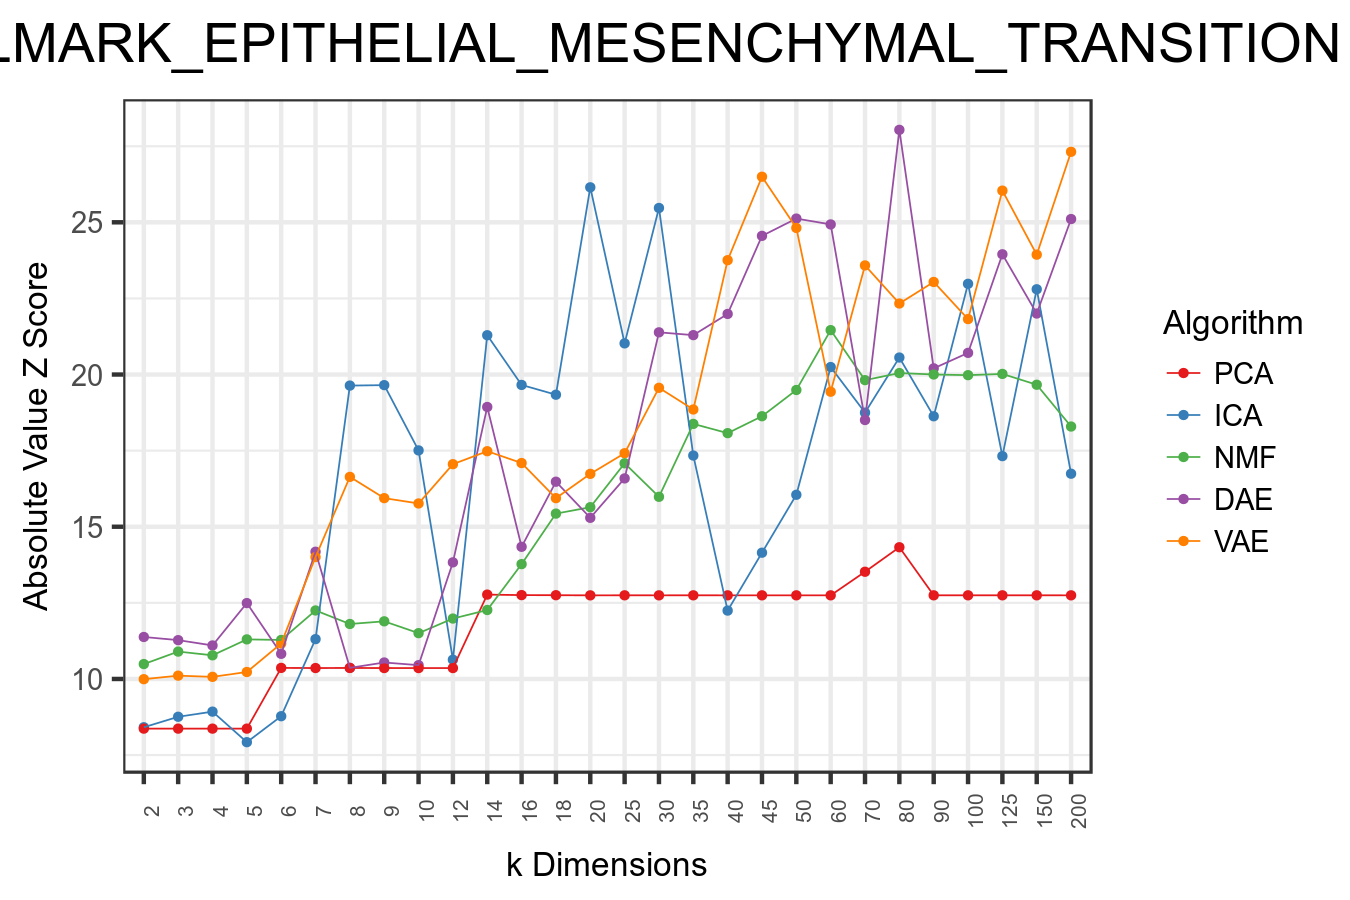 LMARK_EPITHELIAL_MESENCHYMAL_TRANSITION
Absolute Value Z Score
25
20
15
10
2 3 4 5 6 7 8 9 10 12 14 16 18 20 25 30 35 40 45 50 60 70 80 90 100 125 150 200
k Dimensions
Algorithm
PCA
ICA
NMF
DAE
VAE